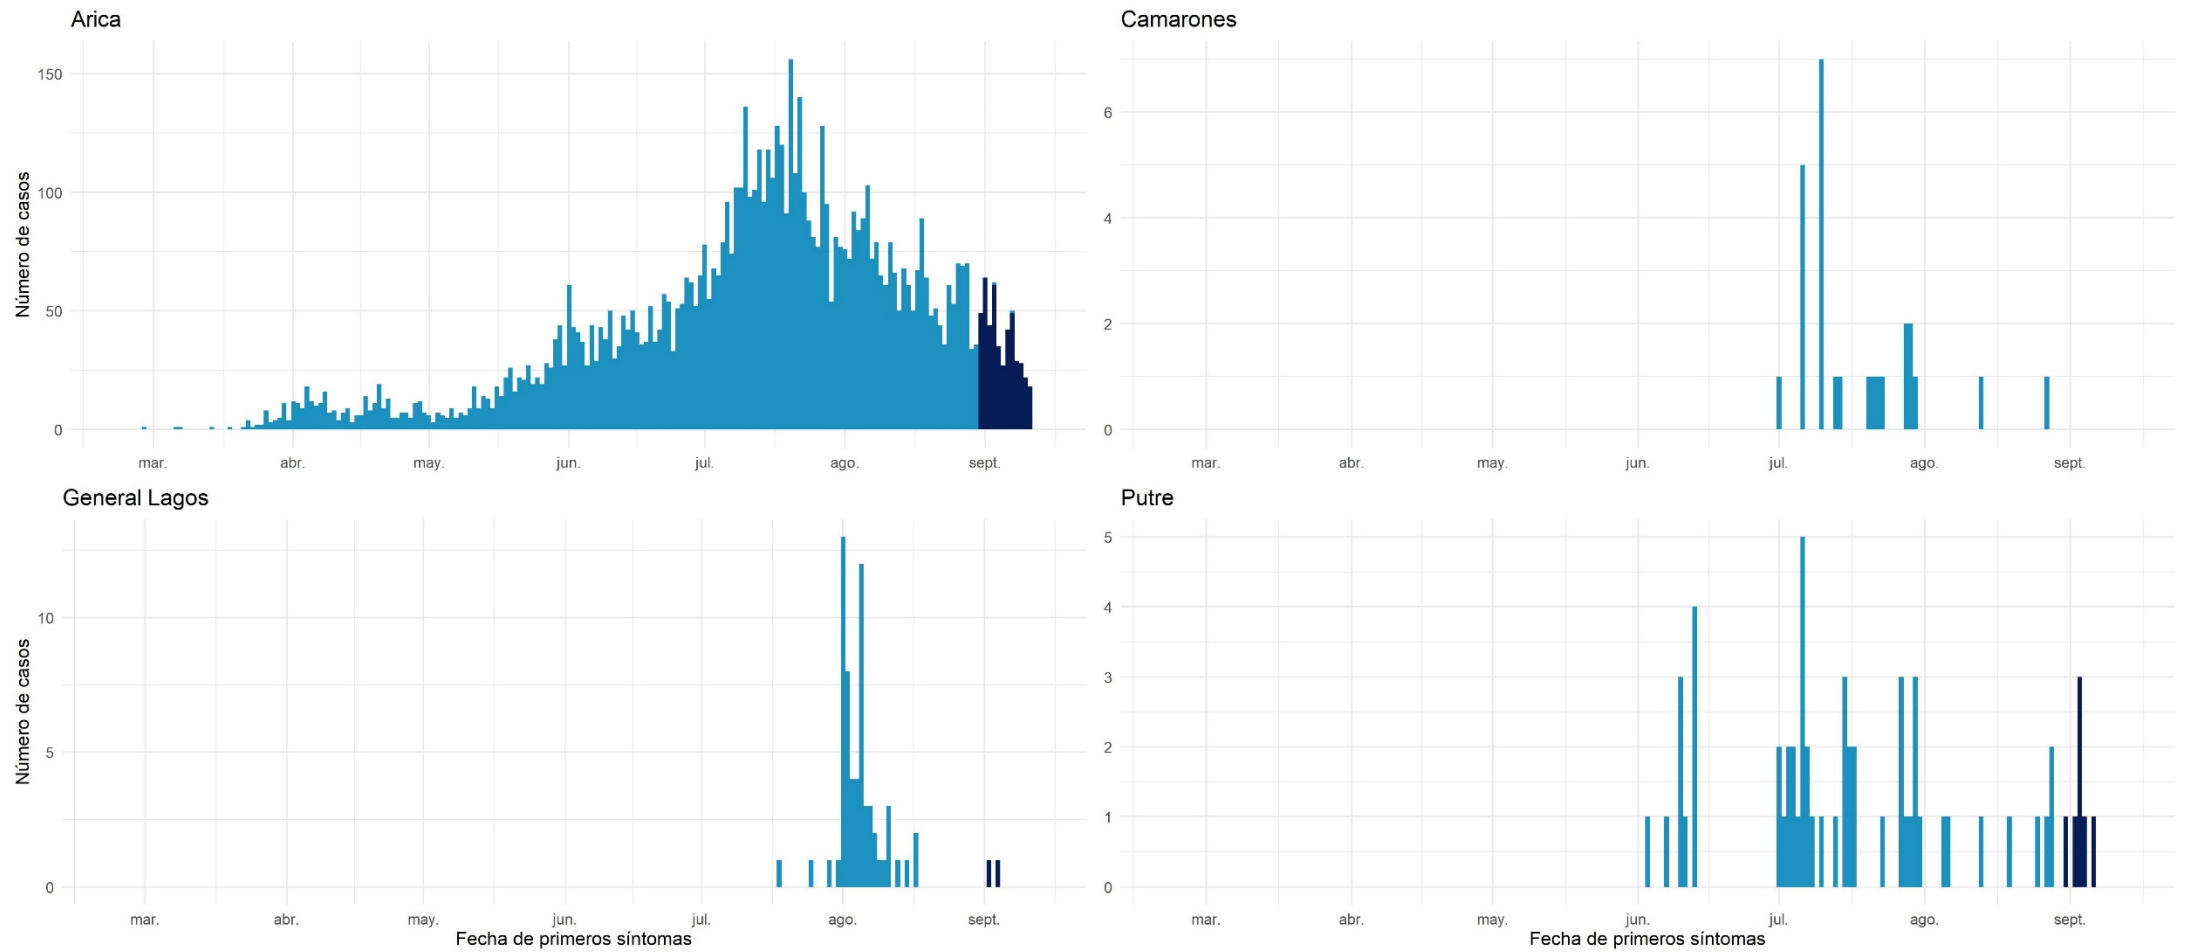 Arica
Número de casos
150
100
50
0
mar. abr. may. jun. jul. ago. sept.
Camarones
6
4
2
0
mar. abr. may. jun. jul. ago. sept.
General Lagos
Número de casos
10
5
0
mar. abr. may. jun. jul. ago. sept.
Fecha de primeros síntomas
Putre
5
4
3
2
1
0
mar. abr. may. jun. jul. ago. sept.
Fecha de primeros síntomas